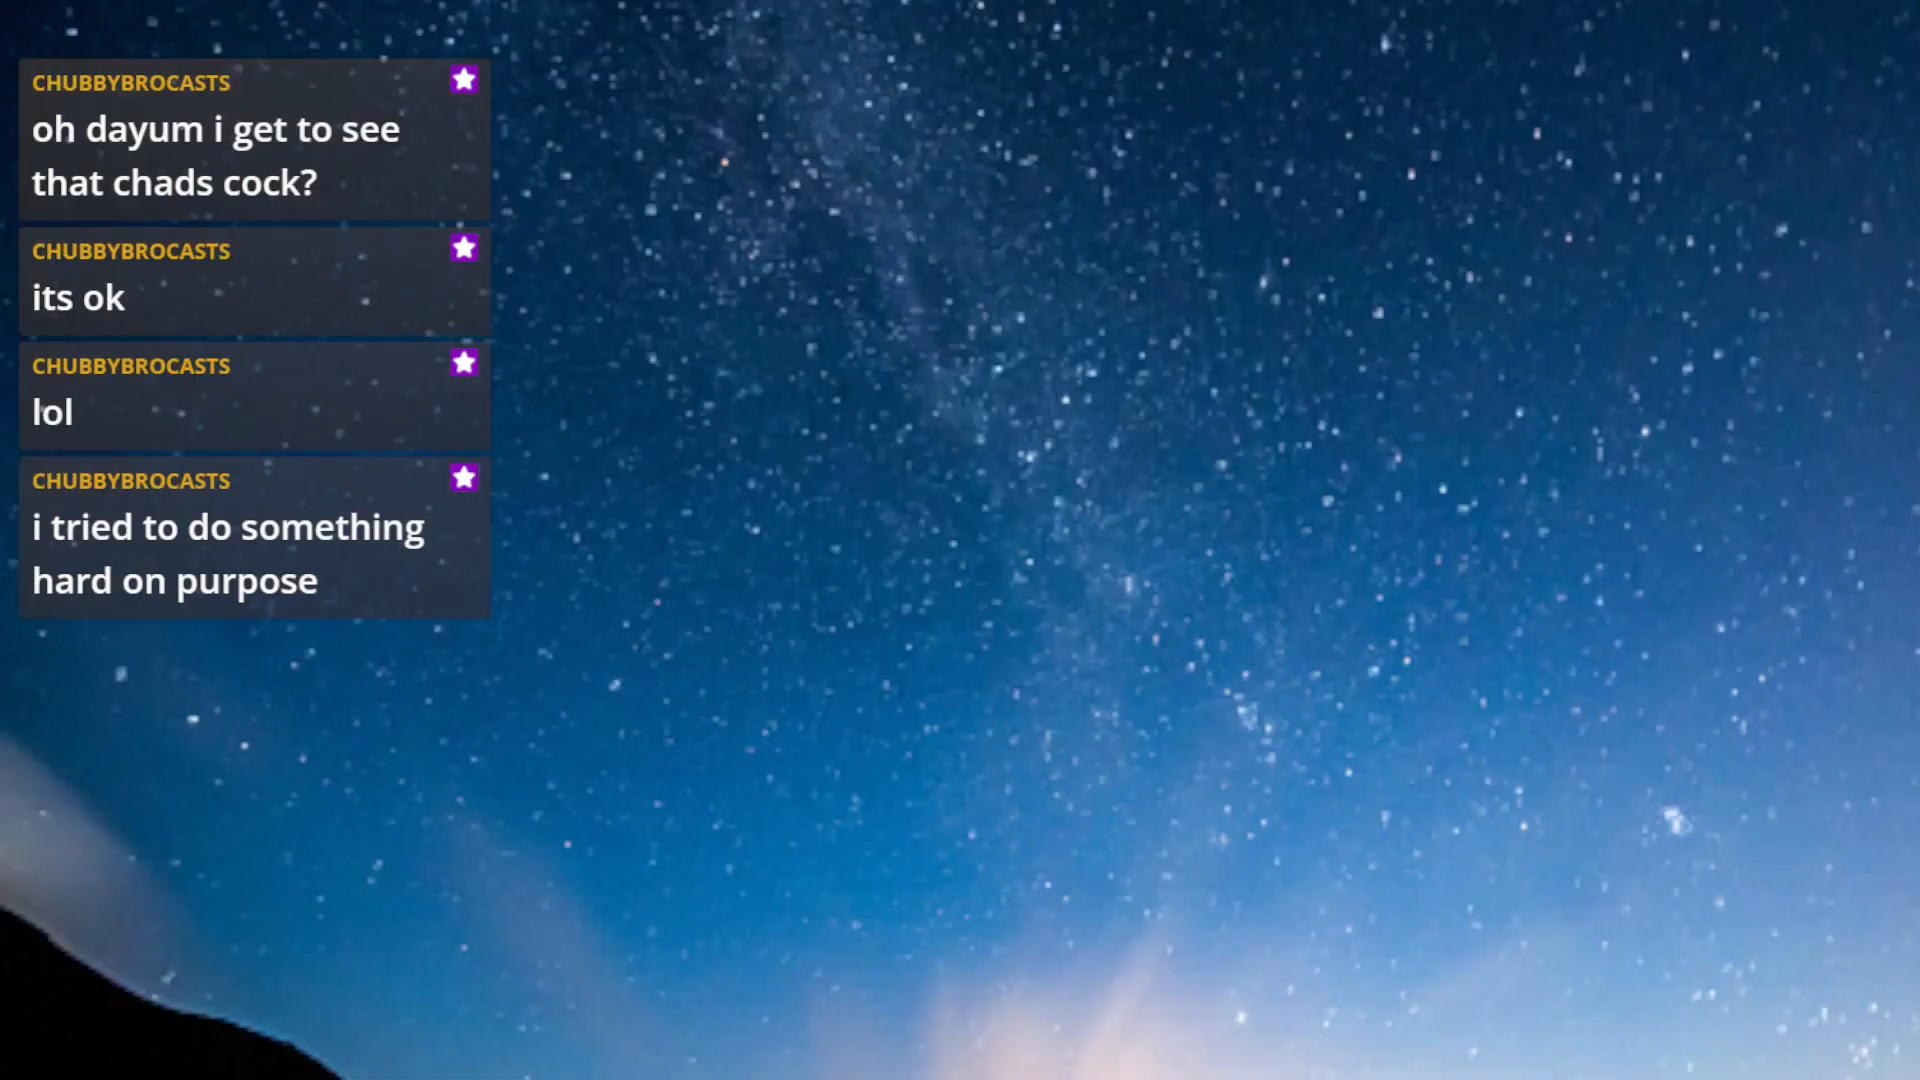 CHUBBYBROCASTS
oh dayum i get to see
that chads cock?
CHUBBYBROCASTS
its ok
CHUBBYBROCASTS
lol
CHUBBYBROCASTS
i tried to do something
hard on purpose